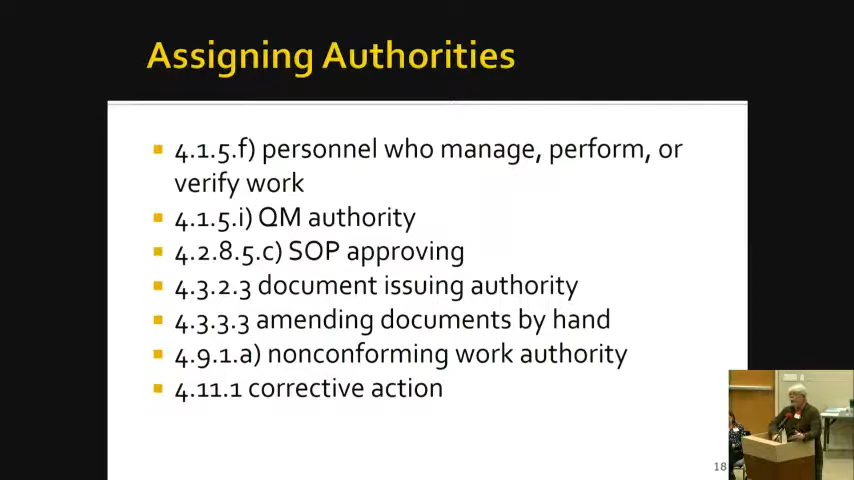 Assigning Authorities
4.1.5.f) personnel who manage, perform, or
verify work
4.1.5.i) QM authority
4.2.8.5.c) SOP approving
4.3.2.3 document issuing authority
4.3.3.3 amending documents by hand
4.9.1.a) nonconforming work authority
4.11.1 corrective action
18